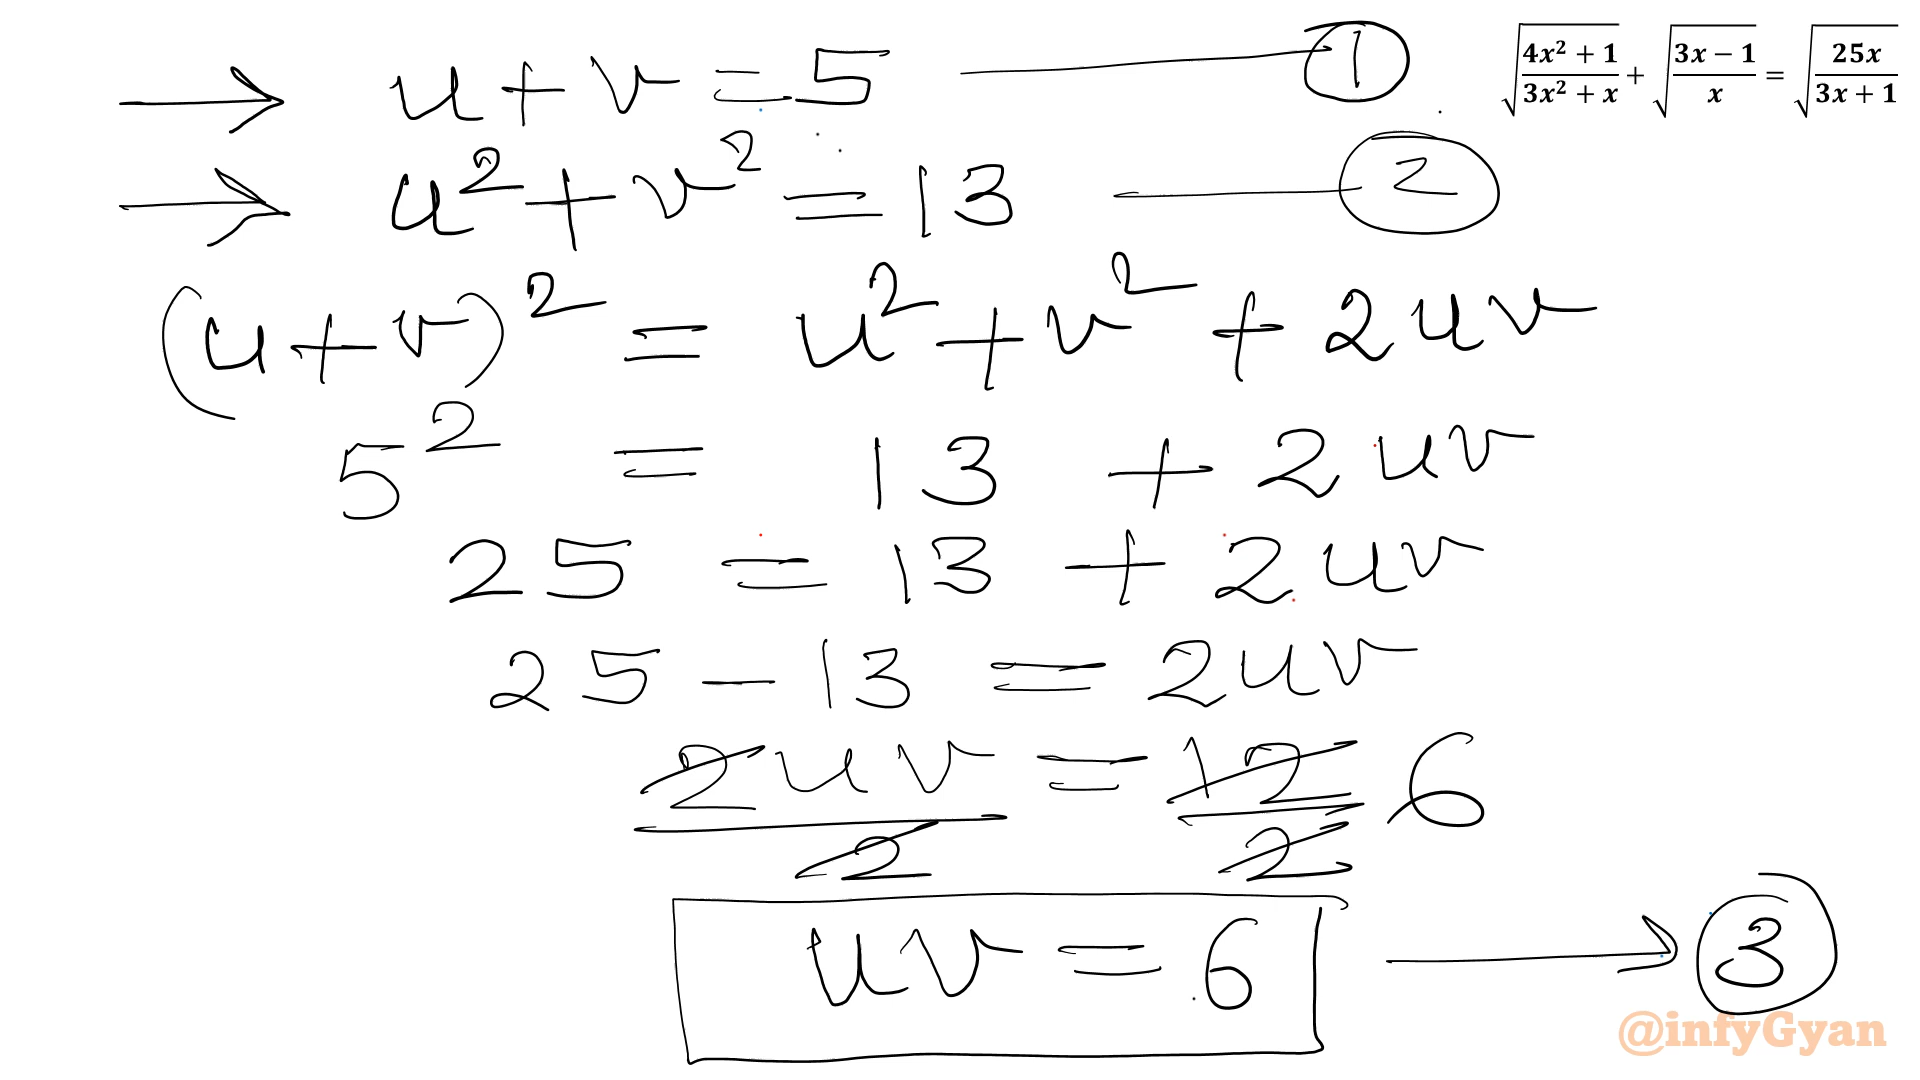 → u + v = 5 —— ①
√((4x² + 1)/(3x² + x)) + √((3x − 1)/x) = √(25x/(3x + 1))
→ u² + v² = 13 —— ②
(u + v)² = u² + v² + 2uv
5² = 13 + 2uv
25 = 13 + 2uv
25 − 13 = 2uv
2uv/2 = 12/2 6
uv = 6 → ③
@infyGyan